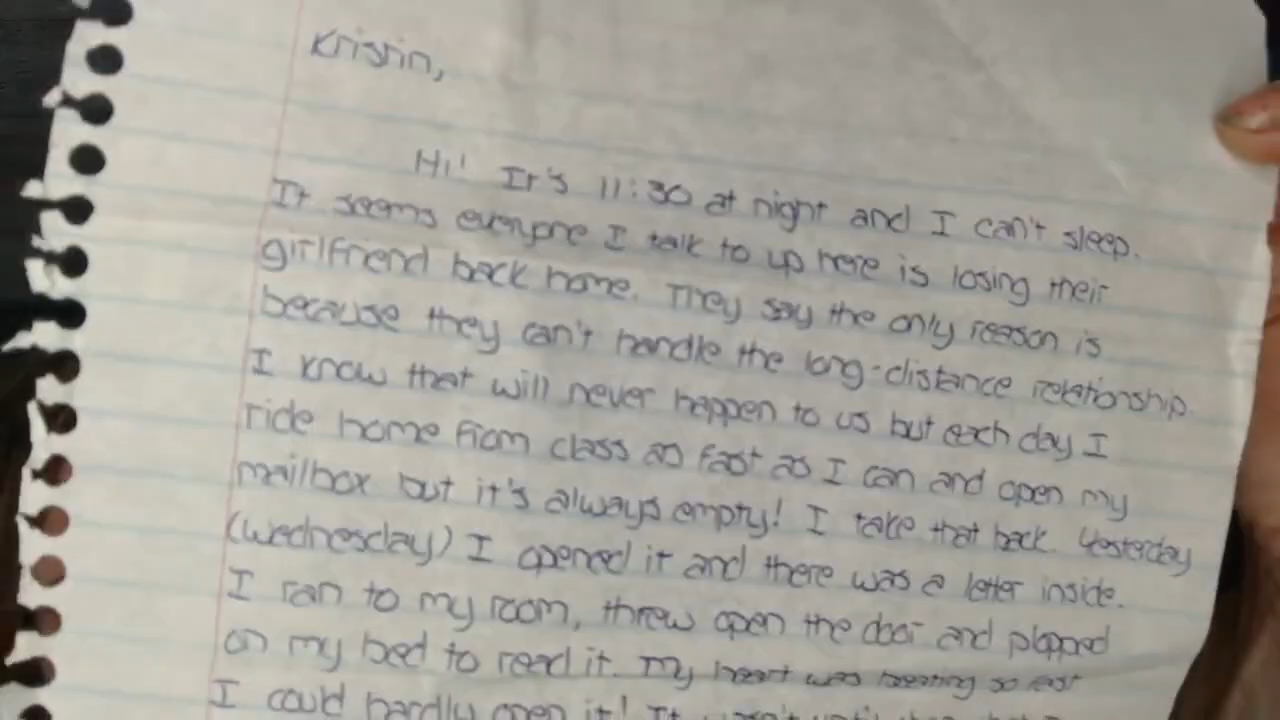 Kristin,
Hi! It's 11:30 at night and I can't sleep.
It seems everyone I talk to up here is losing their
girlfriend back home. They say the only reason is
because they can't handle the long-distance relationship.
I know that will never happen to us but each day I
ride home from class as fast as I can and open my
mailbox but it's always empty! I take that back. Yesterday
(Wednesday) I opened it and there was a letter inside.
I ran to my room, threw open the door and plopped
on my bed to read it. My heart was beating so fast
I could hardly open it! It wasn't until